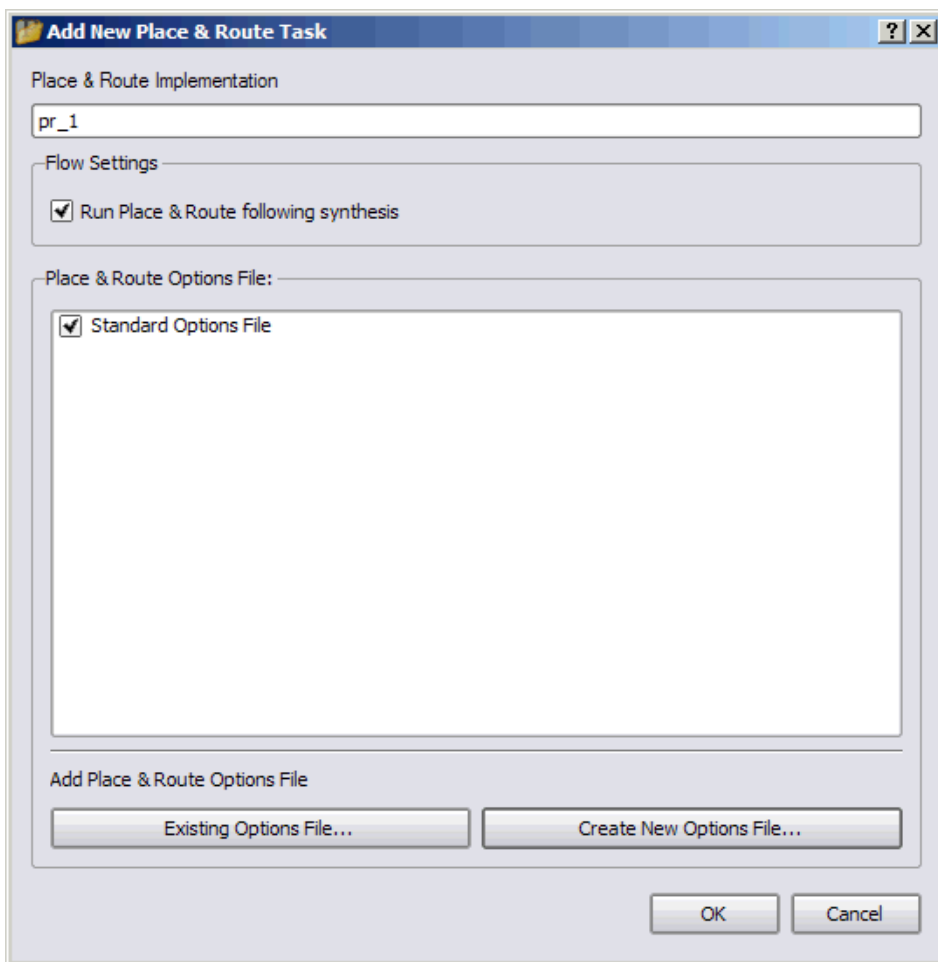 Add New Place & Route Task
Place & Route Implementation
pr_1
Flow Settings
Run Place & Route following synthesis
Place & Route Options File:
Standard Options File
Add Place & Route Options File
Existing Options File... Create New Options File...
OK Cancel